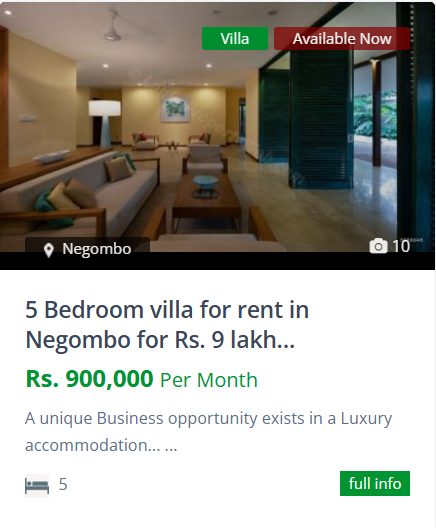 Villa
Available Now
Negombo
10
5 Bedroom villa for rent in
Negombo for Rs. 9 lakh...
Rs. 900,000 Per Month
A unique Business opportunity exists in a Luxury
accommodation... ...
5
full info